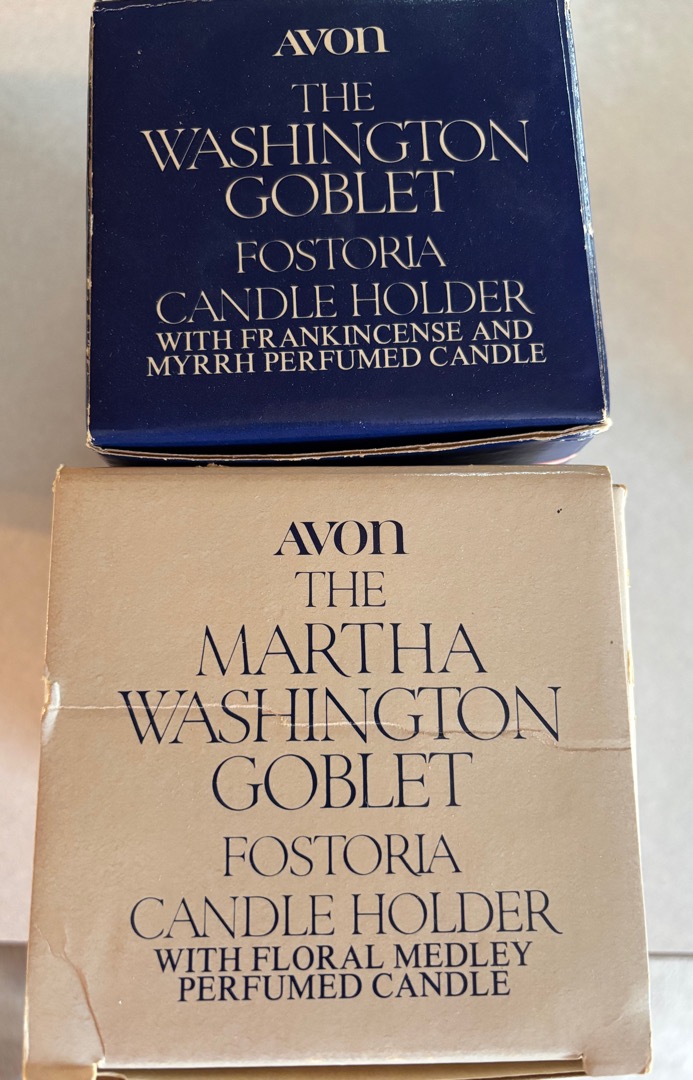 AVON
THE
WASHINGTON
GOBLET
FOSTORIA
CANDLE HOLDER
WITH FRANKINCENSE AND
MYRRH PERFUMED CANDLE
AVON
THE
MARTHA
WASHINGTON
GOBLET
FOSTORIA
CANDLE HOLDER
WITH FLORAL MEDLEY
PERFUMED CANDLE